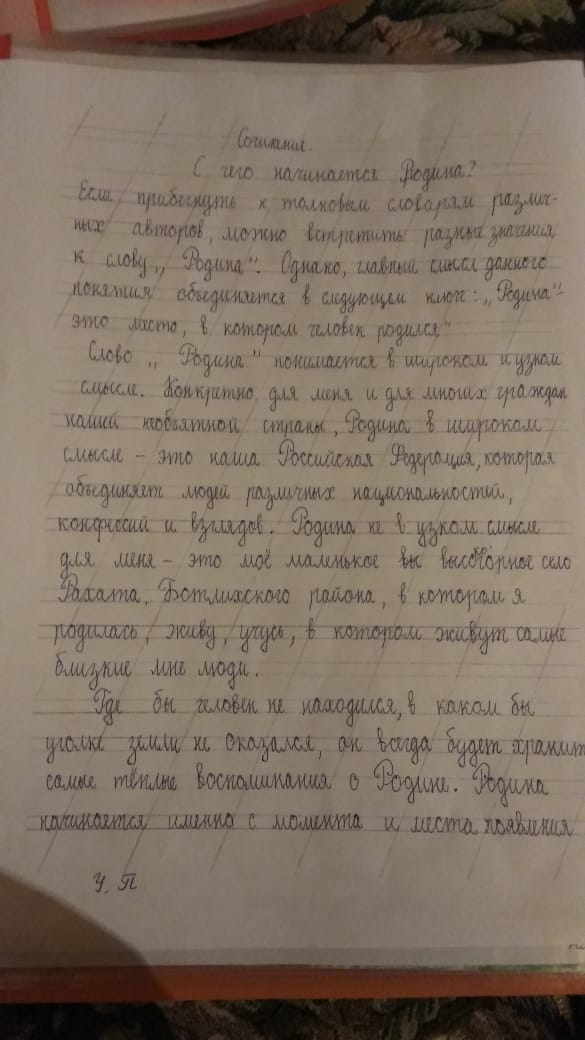 Сочинение.
С чего начинается Родина?
Если прибегнуть к толковым словарям различ-
ных авторов, можно встретить разные значения
к слову „Родина“. Однако, главный смысл данного
понятия объединяется в следующем ключе: „Родина“-
это место, в котором человек родился"
Слово „Родина“ понимается в широком и узком
смысле. Конкретно для меня и для многих граждан
нашей необъятной страны, Родина в широком
смысле - это наша Российская Федерация, которая
объединяет людей различных национальностей,
конфессий и взглядов. Родина не в узком смысле
для меня - это моё маленькое вы высокогорное село
Рахата, Ботлихского района, в котором я
родилась, живу, учусь, в котором живут самые
близкие мне люди.
Где бы человек не находился, в каком бы
уголке земли не оказался, он всегда будет хранить
самые тёплые воспоминания о Родине. Родина
начинается именно с момента и места появления
У. П